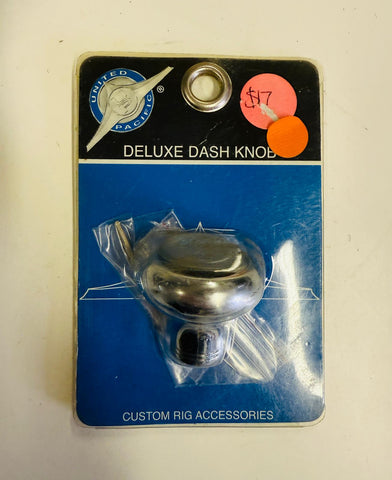 UNITED
PACIFIC
®
$17
DELUXE DASH KNOB
CUSTOM RIG ACCESSORIES